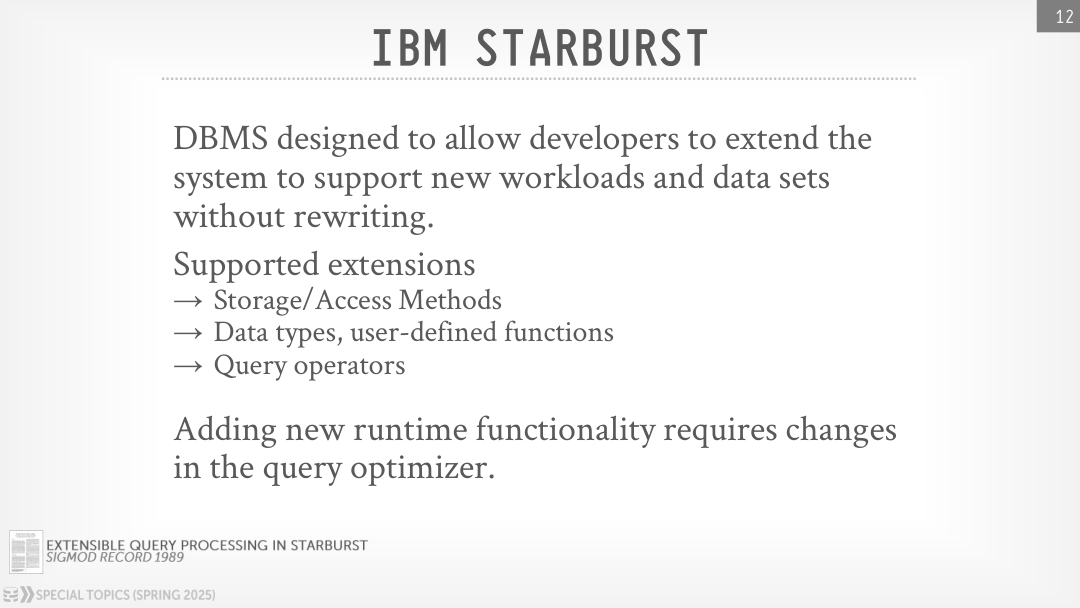 12
IBM STARBURST
DBMS designed to allow developers to extend the
system to support new workloads and data sets
without rewriting.
Supported extensions
→ Storage/Access Methods
→ Data types, user-defined functions
→ Query operators
Adding new runtime functionality requires changes
in the query optimizer.
EXTENSIBLE QUERY PROCESSING IN STARBURST
SIGMOD RECORD 1989
SPECIAL TOPICS (SPRING 2025)